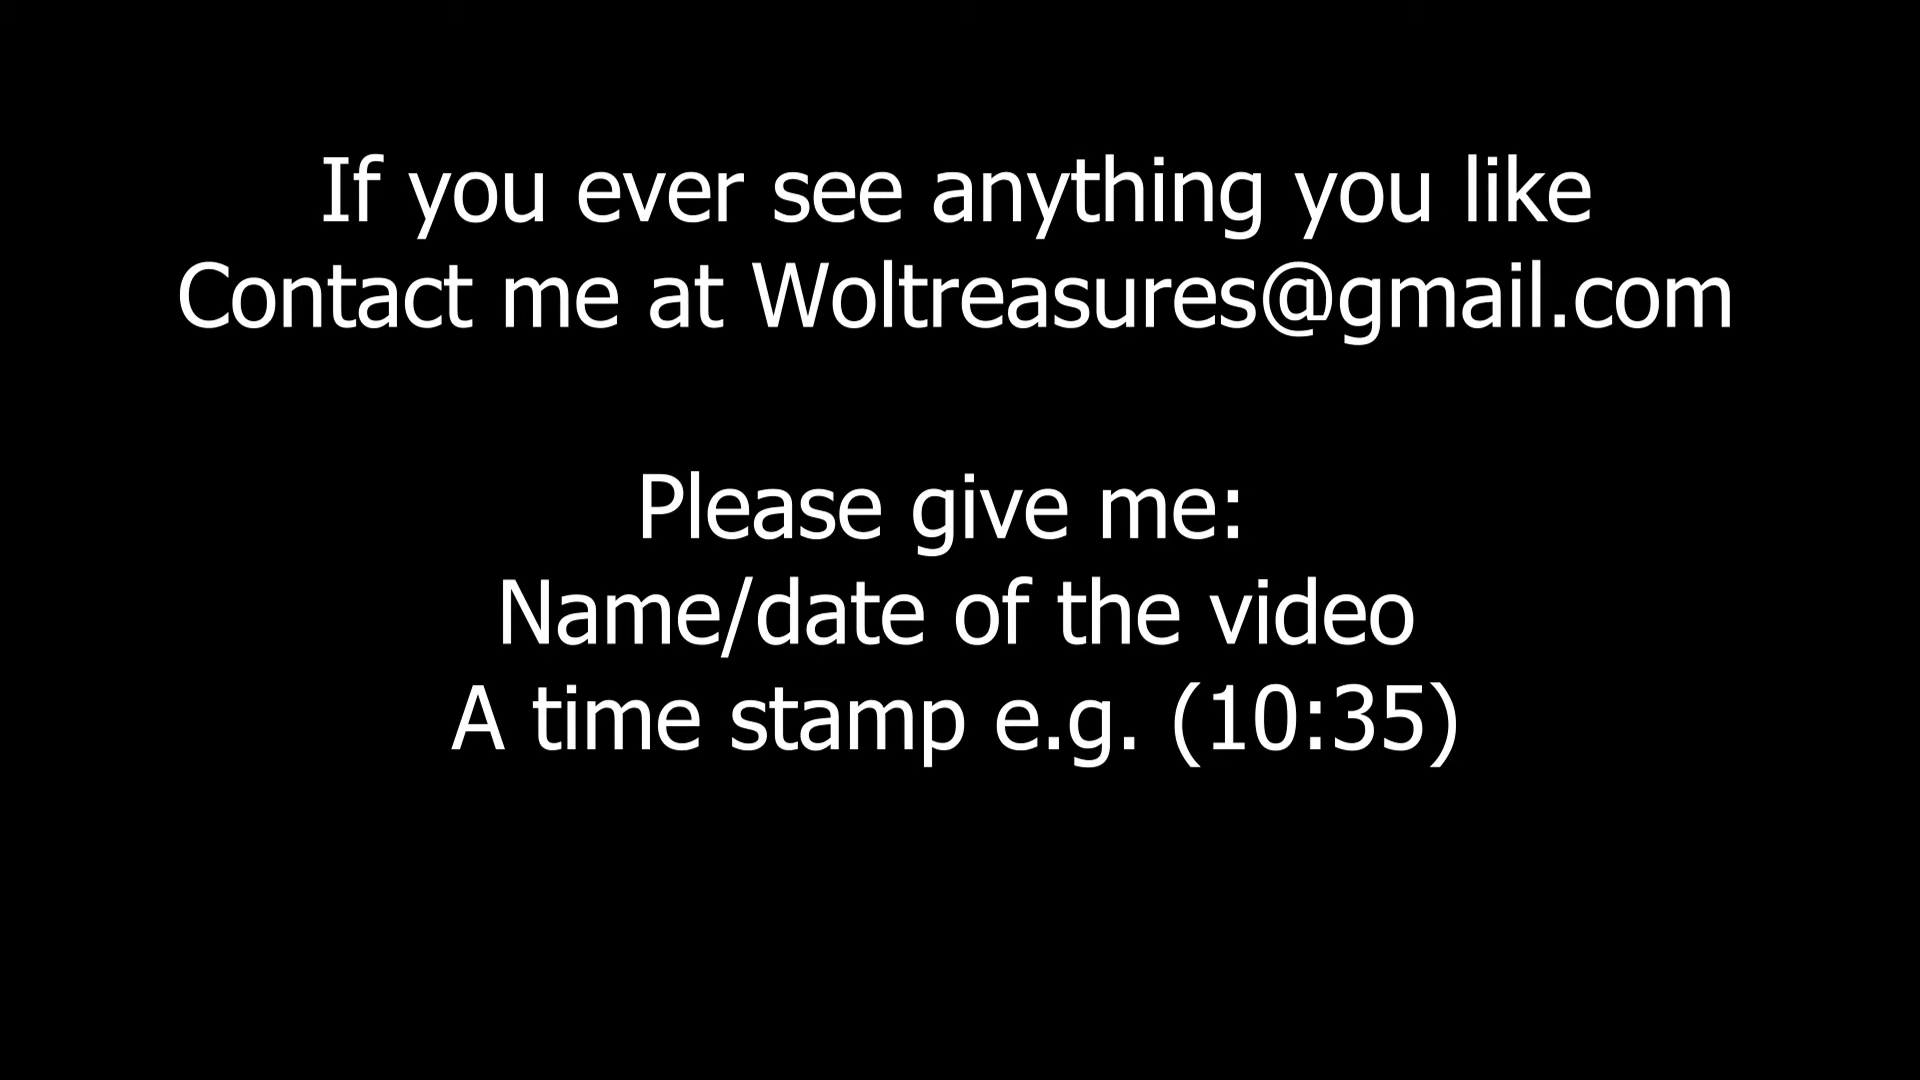 If you ever see anything you like
Contact me at Woltreasures@gmail.com
Please give me:
Name/date of the video
A time stamp e.g. (10:35)